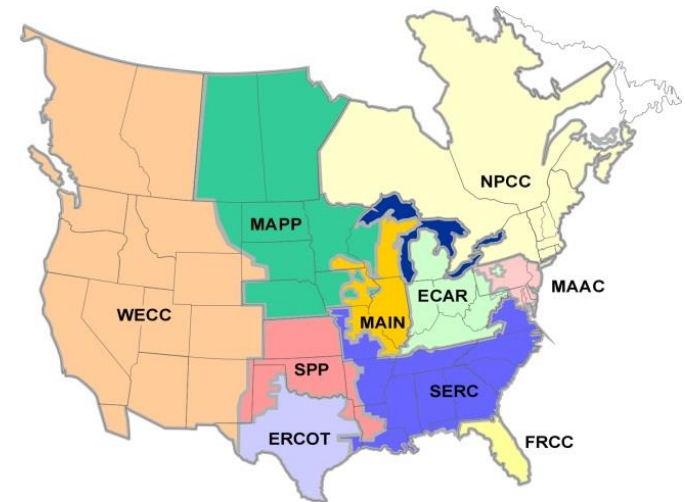 NPCC
MAPP
MAAC
ECAR
WECC
MAIN
SPP
SERC
ERCOT
FRCC